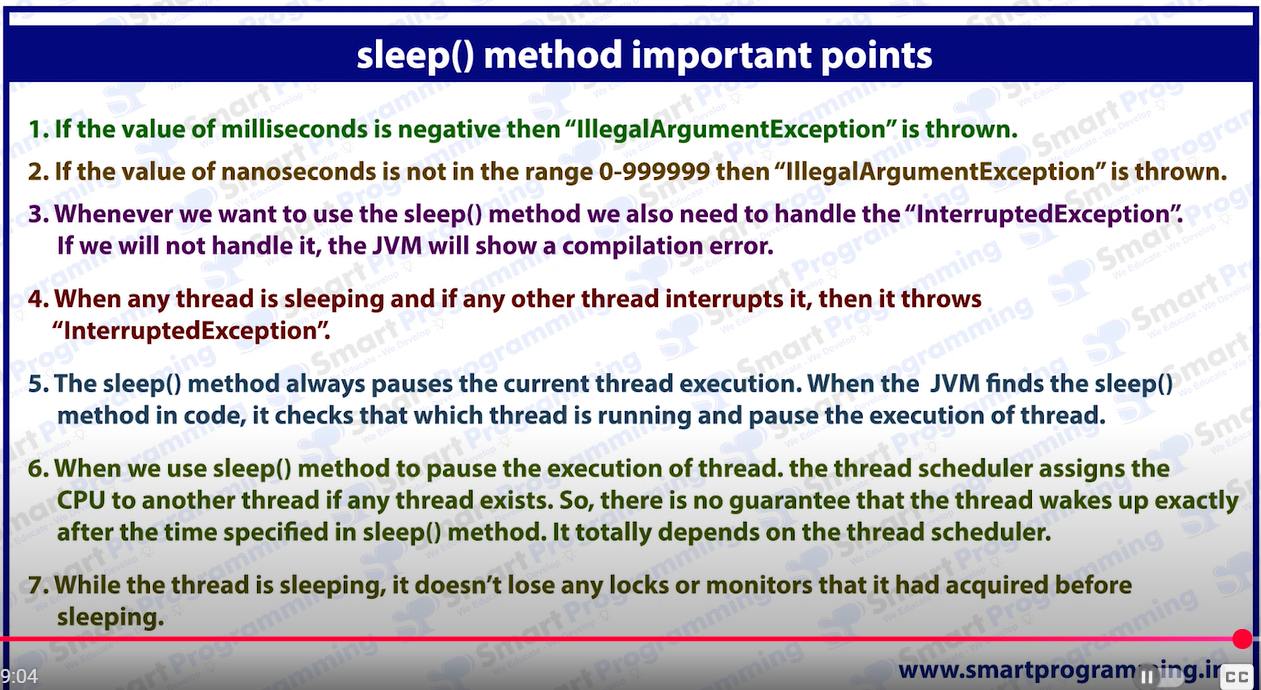 sleep() method important points
1. If the value of milliseconds is negative then “IllegalArgumentException” is thrown.
2. If the value of nanoseconds is not in the range 0-999999 then “IllegalArgumentException” is thrown.
3. Whenever we want to use the sleep() method we also need to handle the “InterruptedException”.
If we will not handle it, the JVM will show a compilation error.
4. When any thread is sleeping and if any other thread interrupts it, then it throws
“InterruptedException”.
5. The sleep() method always pauses the current thread execution. When the JVM finds the sleep()
method in code, it checks that which thread is running and pause the execution of thread.
6. When we use sleep() method to pause the execution of thread. the thread scheduler assigns the
CPU to another thread if any thread exists. So, there is no guarantee that the thread wakes up exactly
after the time specified in sleep() method. It totally depends on the thread scheduler.
7. While the thread is sleeping, it doesn’t lose any locks or monitors that it had acquired before
sleeping.
9:04
www.smartprogramming.in
CC
Smart Programming
We Educate - We Develop